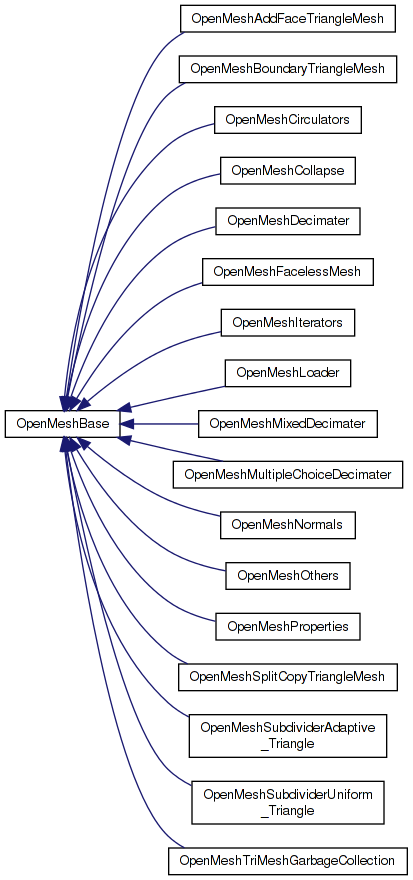 OpenMeshAddFaceTriangleMesh
OpenMeshBoundaryTriangleMesh
OpenMeshCirculators
OpenMeshCollapse
OpenMeshDecimater
OpenMeshFacelessMesh
OpenMeshIterators
OpenMeshLoader
OpenMeshBase
OpenMeshMixedDecimater
OpenMeshMultipleChoiceDecimater
OpenMeshNormals
OpenMeshOthers
OpenMeshProperties
OpenMeshSplitCopyTriangleMesh
OpenMeshSubdividerAdaptive
_Triangle
OpenMeshSubdividerUniform
_Triangle
OpenMeshTriMeshGarbageCollection